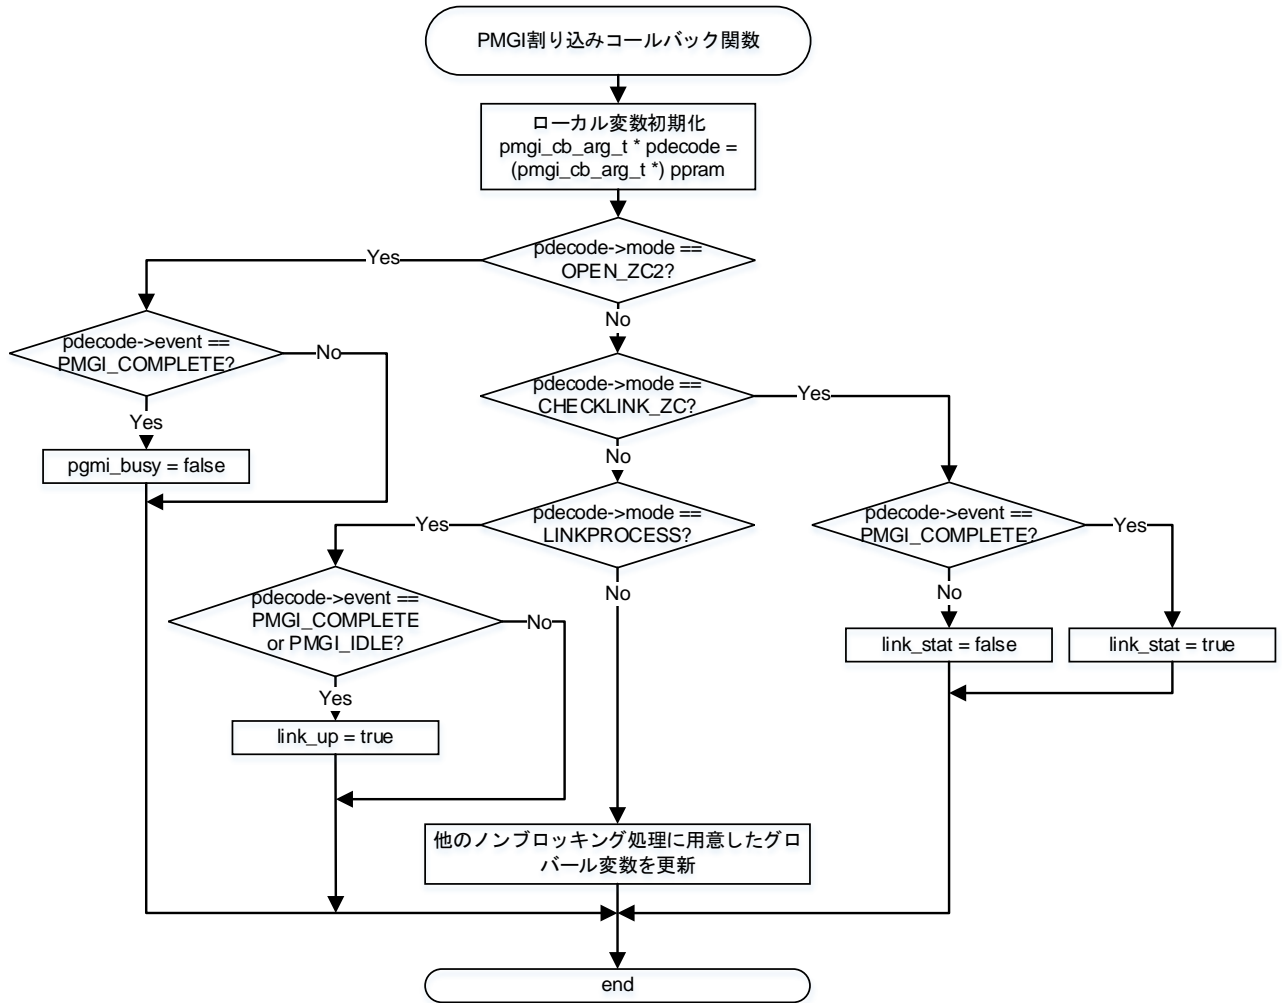 PMGI割り込みコールバック関数
ローカル変数初期化
pmgi_cb_arg_t * pdecode =
(pmgi_cb_arg_t *) ppram
pdecode->mode ==
OPEN_ZC2?
Yes
No
pdecode->event ==
PMGI_COMPLETE?
No
Yes
pgmi_busy = false
pdecode->mode ==
CHECKLINK_ZC?
Yes
No
pdecode->mode ==
LINKPROCESS?
Yes
No
pdecode->event ==
PMGI_COMPLETE?
Yes
No
link_stat = false
link_stat = true
pdecode->event ==
PMGI_COMPLETE
or PMGI_IDLE?
No
Yes
link_up = true
他のノンブロッキング処理に用意したグロ
バール変数を更新
end